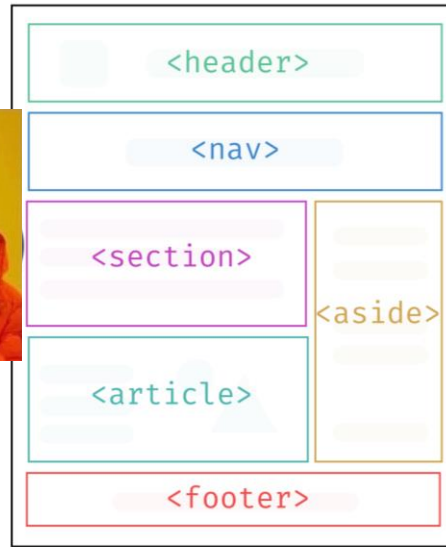 <header>
<nav>
<section>
<aside>
<article>
<footer>